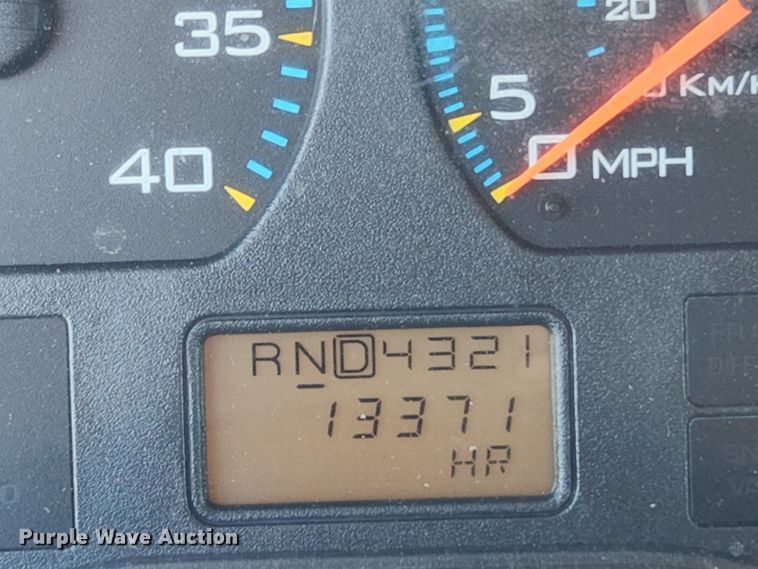 35
40
20
5
0 MPH
KM/H
RND4321
13371
HR
Purple Wave Auction